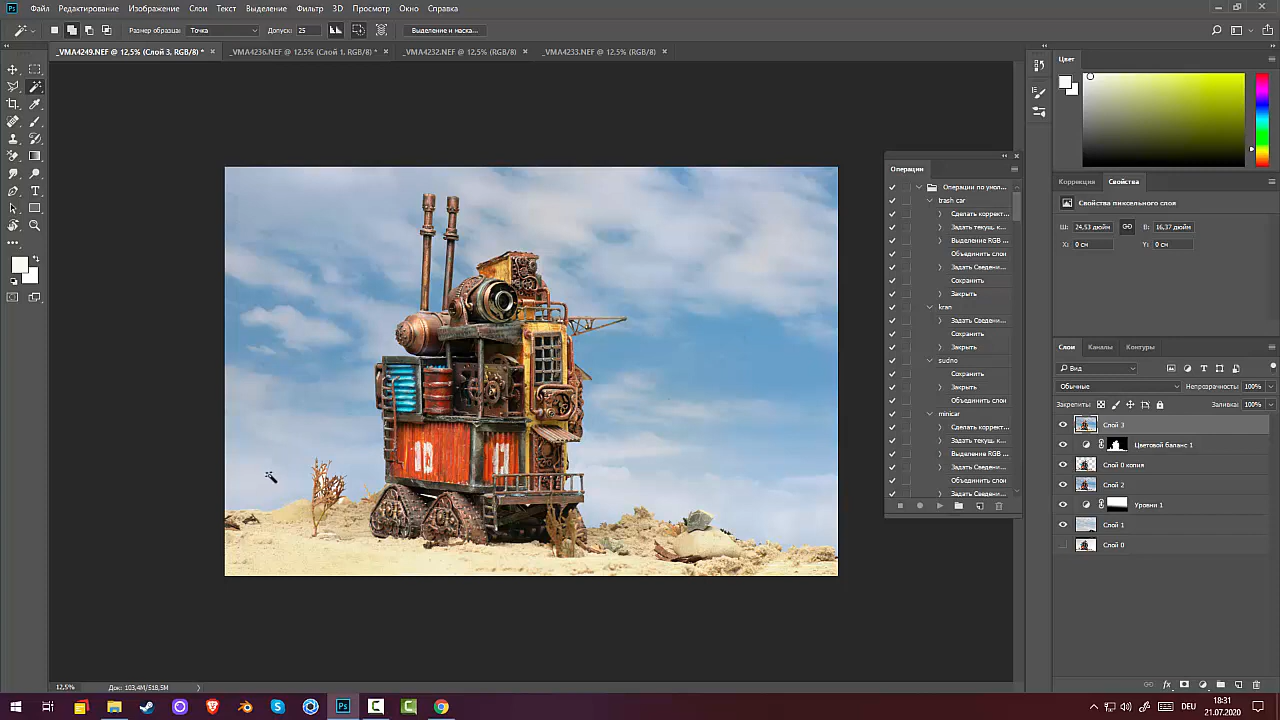 Файл Редактирование Изображение Слои Текст Выделение Фильтр 3D Просмотр Окно Справка
Размер образца: Точка Допуск: 25 Выделение и маска...
_VMA4249.NEF @ 12,5% (Слой 3, RGB/8) * _VMA4236.NEF @ 12,5% (Слой 1, RGB/8) * _VMA4232.NEF @ 12,5% (RGB/8) _VMA4233.NEF @ 12,5% (RGB/8)
Цвет
Операции
Операции по умол...
trash car
Сделать коррект...
Задать текущ. к...
Выделение RGB ...
Объединить слои
Задать Сведени...
Сохранить
Закрыть
kran
Задать Сведени...
Сохранить
Закрыть
sudno
Сохранить
Закрыть
Объединить слои
minicar
Сделать коррект...
Задать текущ. к...
Выделение RGB ...
Задать Сведени...
Объединить слои
Задать Сведени...
Коррекция Свойства
Свойства пиксельного слоя
Ш: 24,53 дюйм В: 16,37 дюйм
X: 0 см Y: 0 см
Слои Каналы Контуры
Вид
Обычные Непрозрачность: 100%
Закрепить: Заливка: 100%
Слой 3
Цветовой баланс 1
Слой 0 копия
Слой 2
Уровни 1
Слой 1
Слой 0
12,5% Док: 103,4M/518,5M
DEU
18:31
21.07.2020